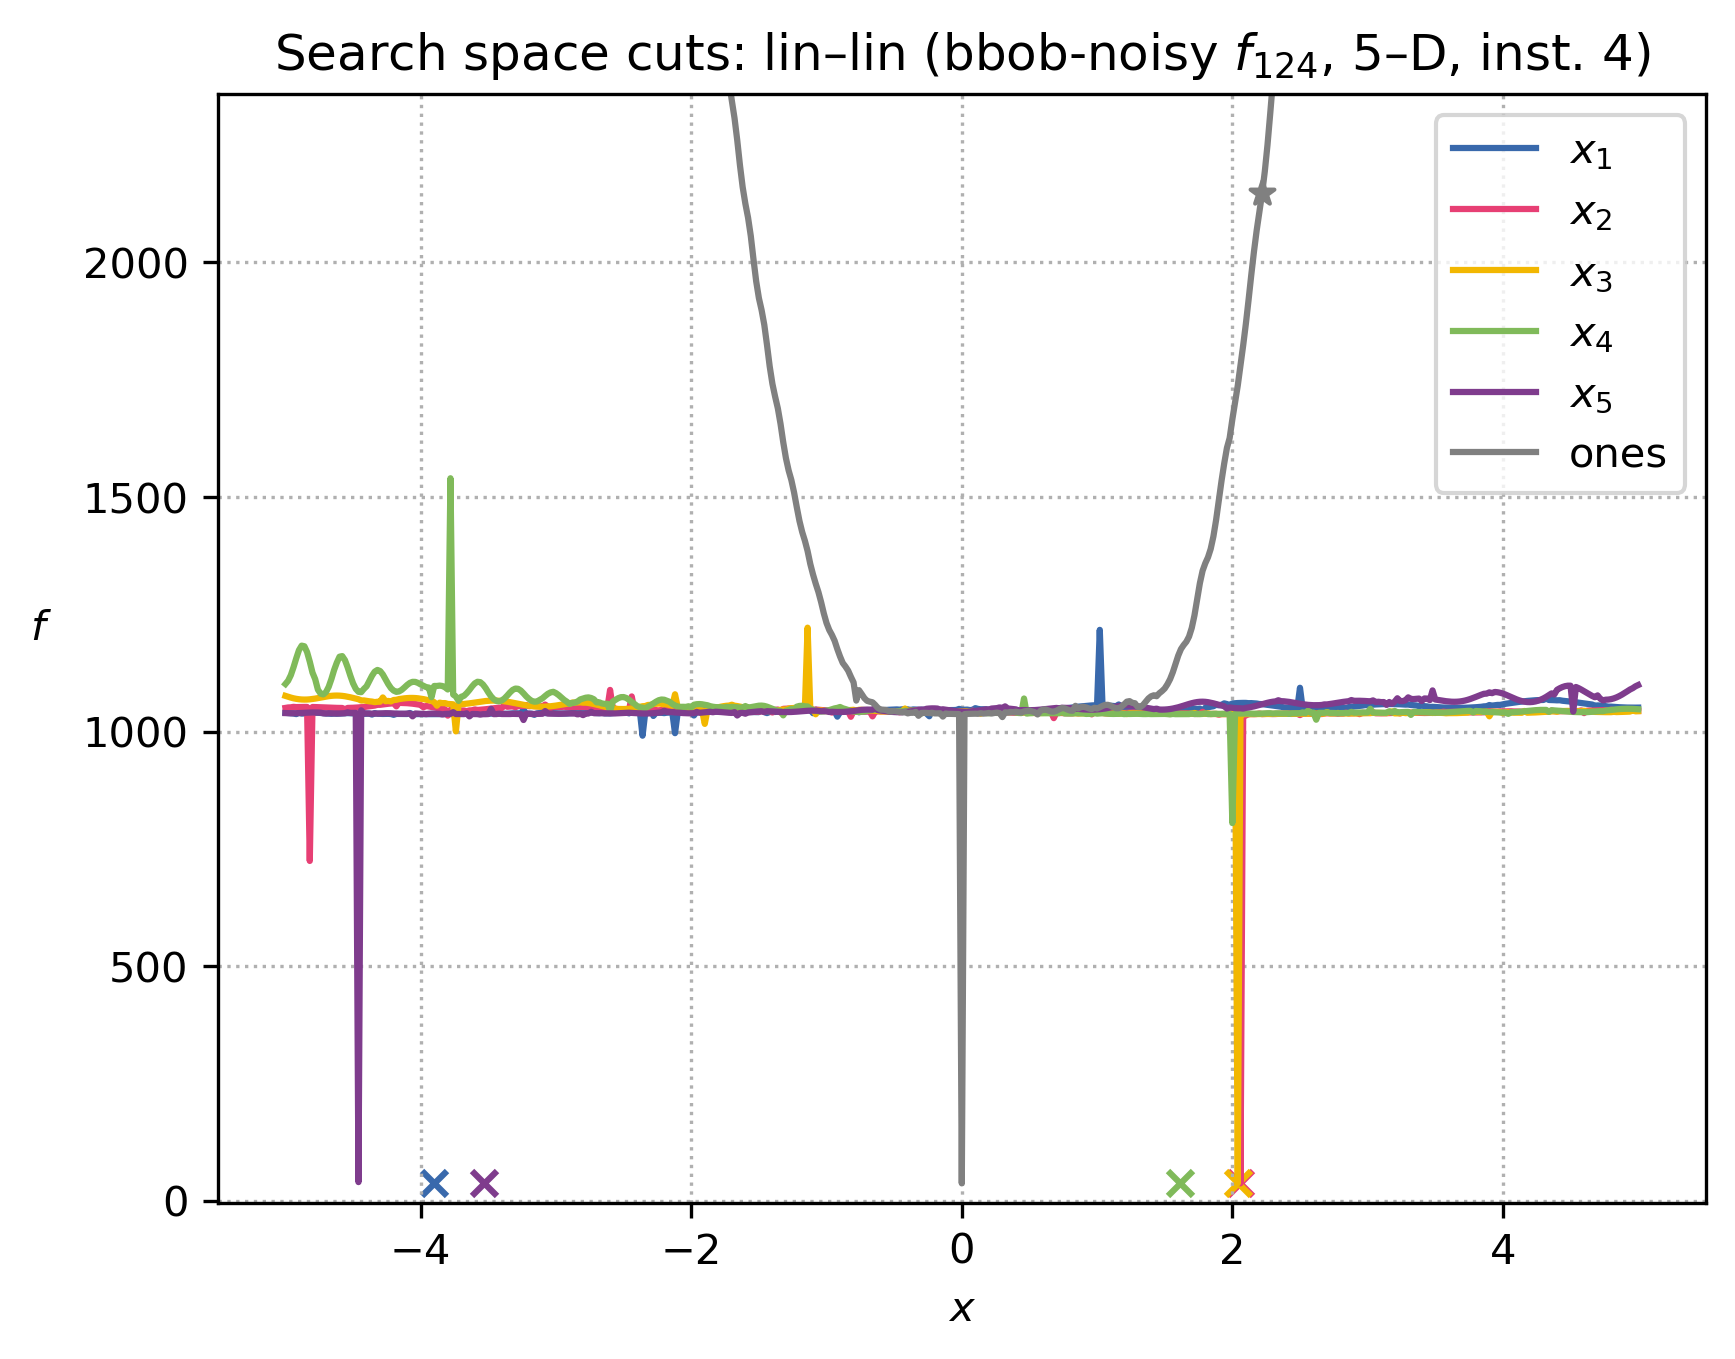 Search space cuts: lin–lin (bbob-noisy f₁₂₄, 5–D, inst. 4)
x₁
x₂
x₃
x₄
x₅
ones
2000
1500
1000
500
0
f
−4
−2
0
2
4
x